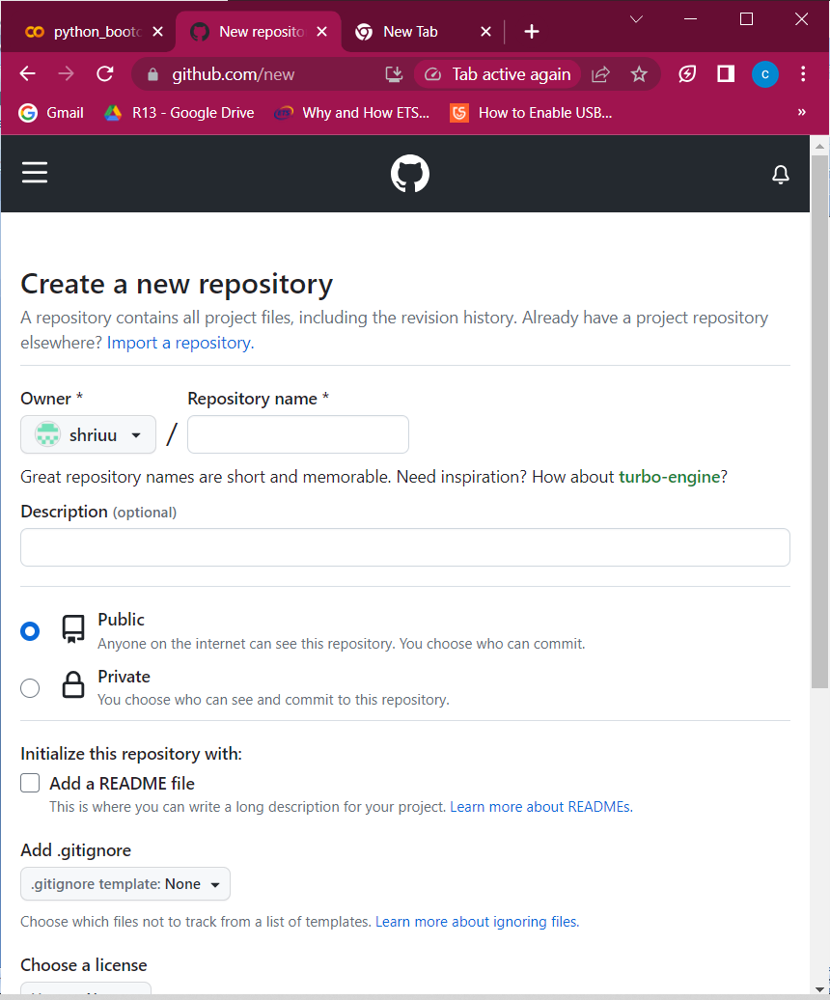 python_bootc
New reposito
New Tab
github.com/new
Tab active again
c
Gmail
R13 - Google Drive
Why and How ETS...
How to Enable USB...
»
Create a new repository
A repository contains all project files, including the revision history. Already have a project repository
elsewhere? Import a repository.
Owner *
Repository name *
shriuu
/
Great repository names are short and memorable. Need inspiration? How about turbo-engine?
Description (optional)
Public
Anyone on the internet can see this repository. You choose who can commit.
Private
You choose who can see and commit to this repository.
Initialize this repository with:
Add a README file
This is where you can write a long description for your project. Learn more about READMEs.
Add .gitignore
.gitignore template: None
Choose which files not to track from a list of templates. Learn more about ignoring files.
Choose a license